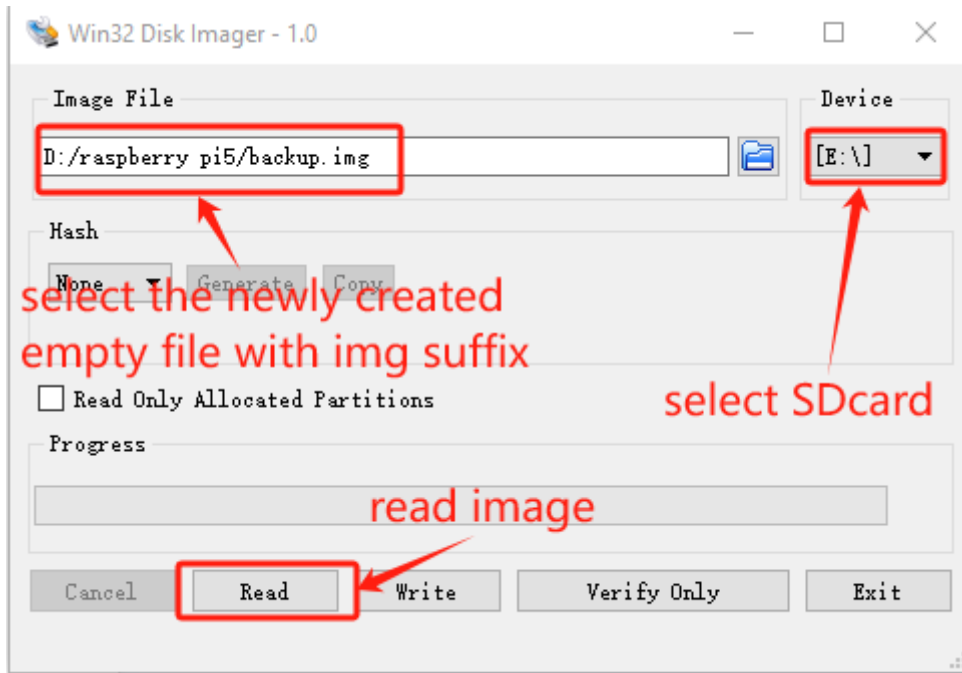 Win32 Disk Imager - 1.0
Image File
Device
D:/raspberry pi5/backup.img
[E:\]
Hash
None
Generate
Copy
select the newly created
empty file with img suffix
Read Only Allocated Partitions
select SDcard
Progress
read image
Cancel
Read
Write
Verify Only
Exit